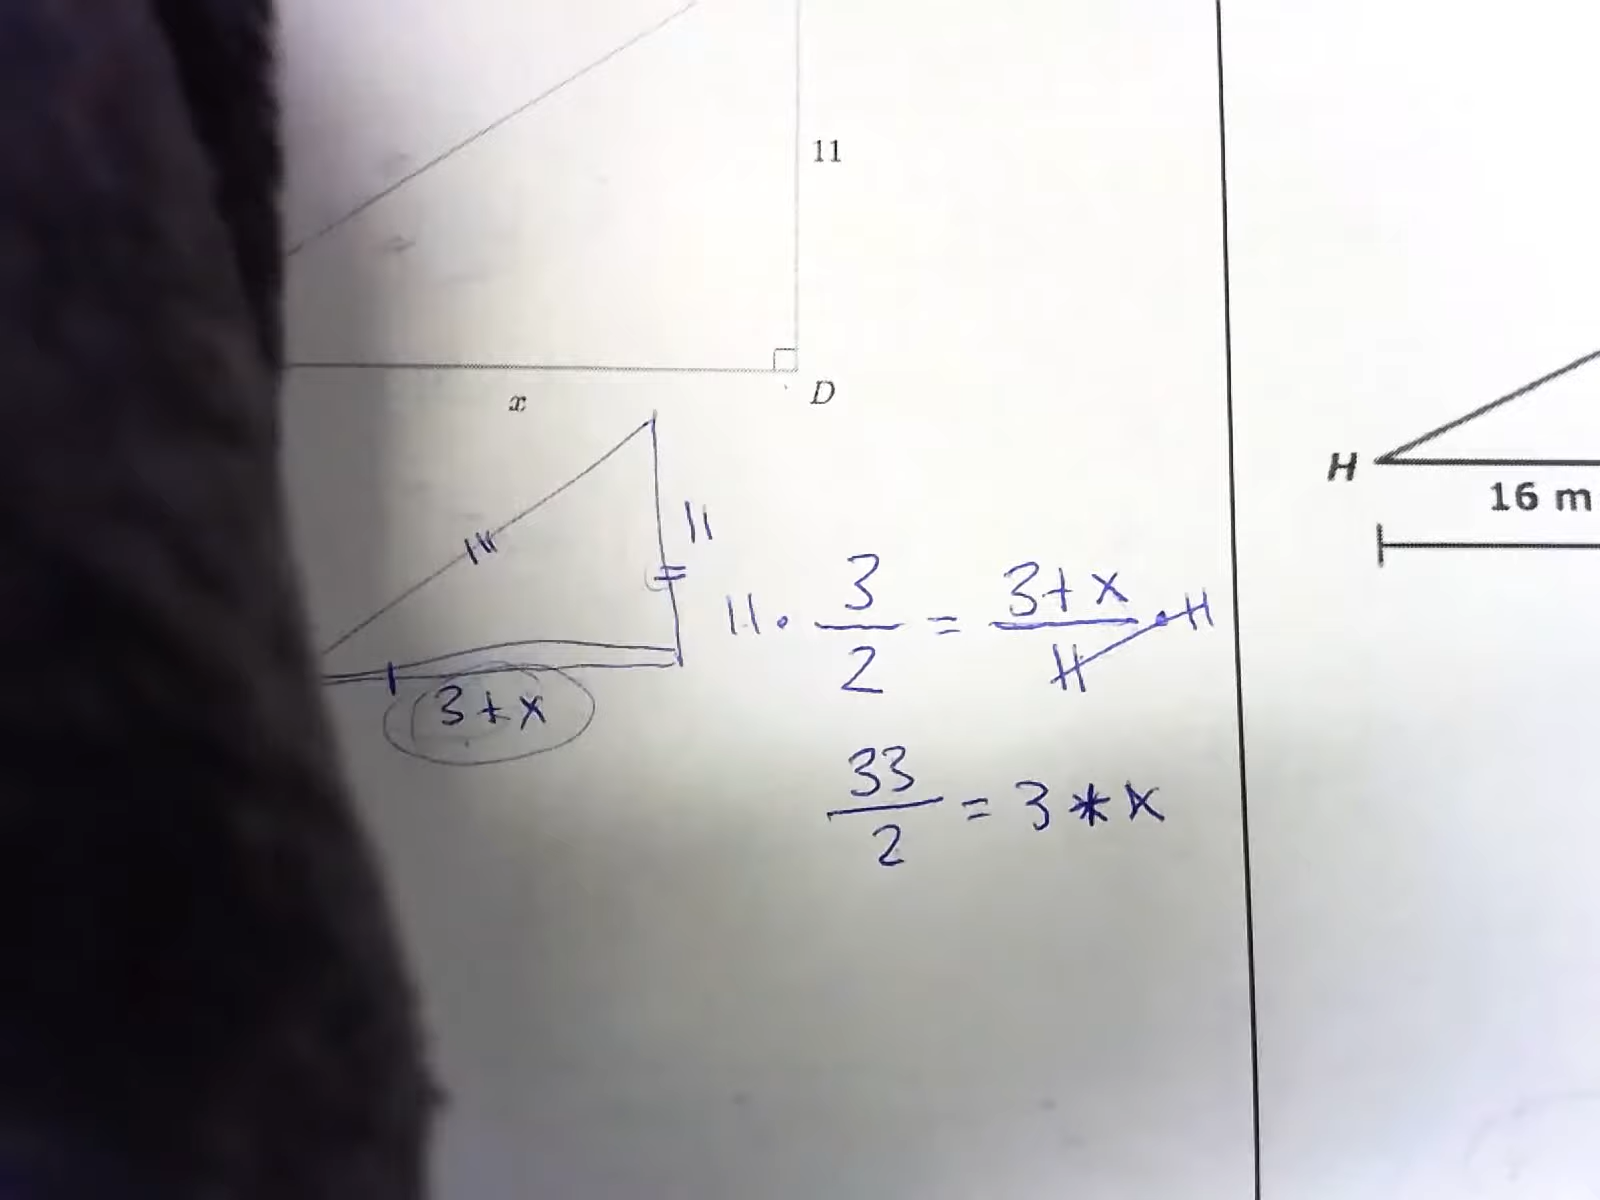 11
x
D
H
16 m
11
3 + x
11 · 3/2 = 3 + x/11 · 11
33/2 = 3 * x